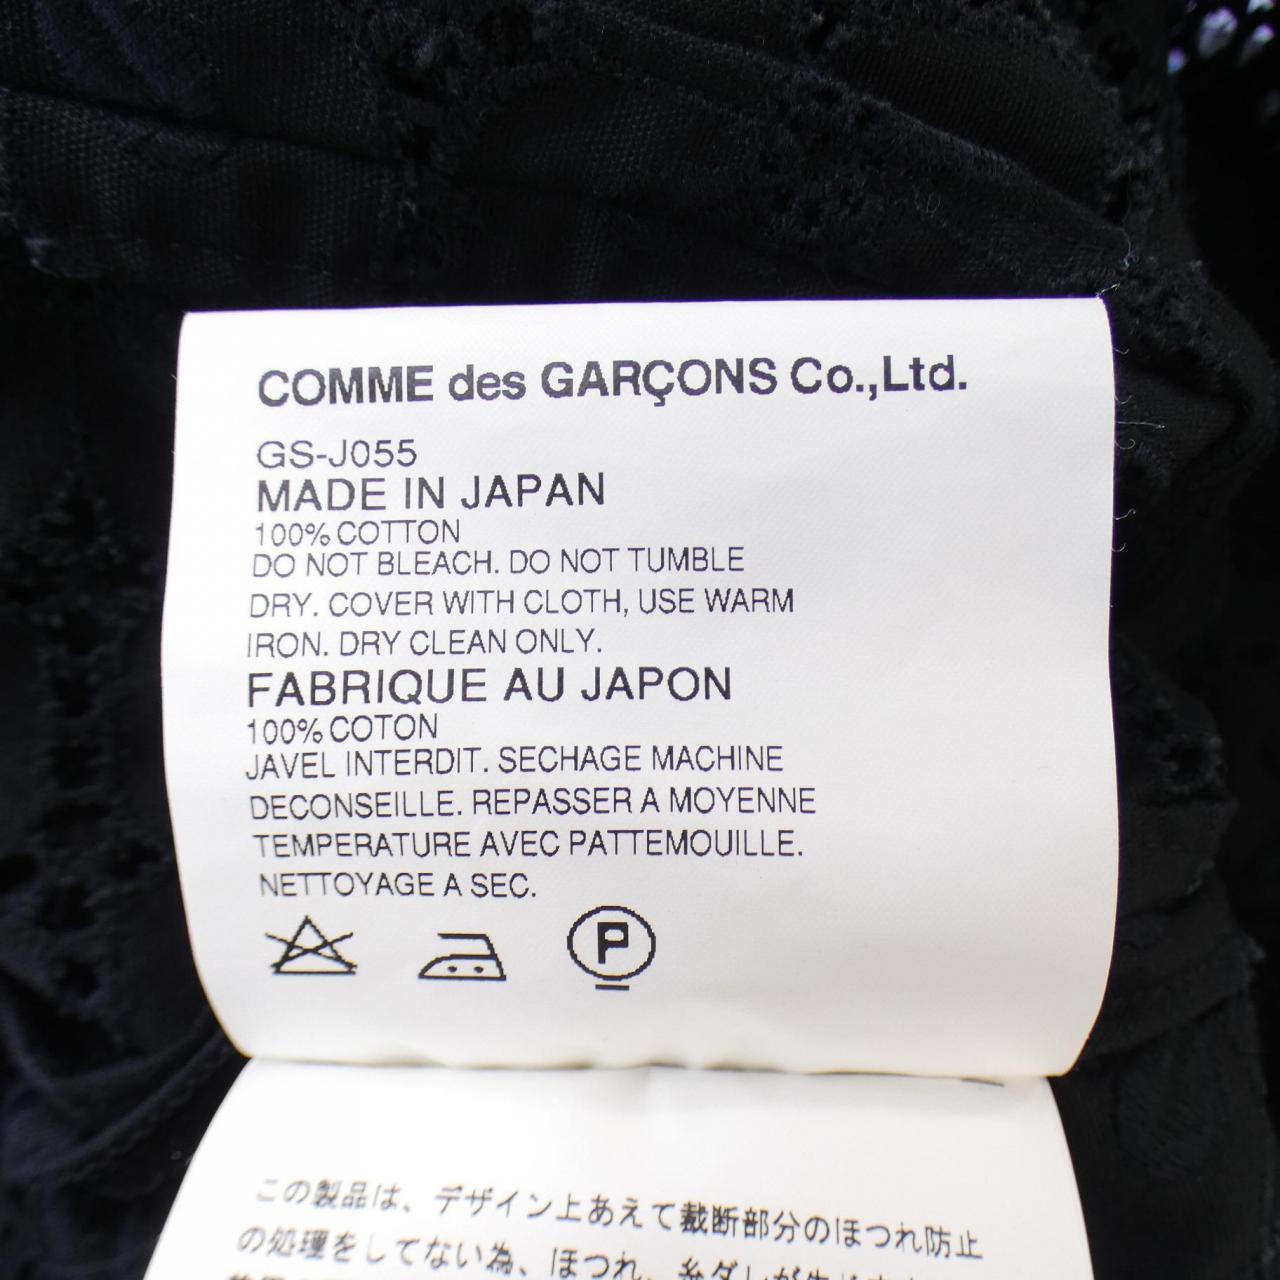 COMME des GARÇONS Co.,Ltd.
GS-J055
MADE IN JAPAN
100% COTTON
DO NOT BLEACH. DO NOT TUMBLE
DRY. COVER WITH CLOTH, USE WARM
IRON. DRY CLEAN ONLY.
FABRIQUE AU JAPON
100% COTON
JAVEL INTERDIT. SECHAGE MACHINE
DECONSEILLE. REPASSER A MOYENNE
TEMPERATURE AVEC PATTEMOUILLE.
NETTOYAGE A SEC.
P
この製品は、デザイン上あえて裁断部分のほつれ防止
の処理をしてない為、ほつれ、糸ダレが